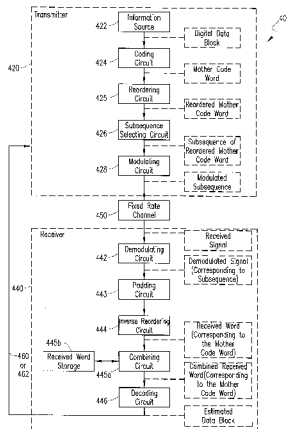 Transmitter
40
Information
Source
422
Digital Data
Block
Coding
Circuit
424
Mother Code
Word
420
Reordering
Circuit
425
Reordered Mother
Code Word
Subsequence
Selecting Circuit
426
Subsequence of
Reordered Mother
Code Word
Modulating
Circuit
428
Modulated
Subsequence
Fixed Rate
Channel
450
Receiver
Received
Signal
Demodulating
Circuit
442
Demodulated Signal
(Corresponding to
Subsequence)
440
Padding
Circuit
443
Inverse Reordering
Circuit
444
Received Word
(Corresponding to
the Mother
Code Word)
445b
Received Word
Storage
Combining
Circuit
445a
Combined Received
Word(Corresponding
to the Mother
Code Word)
460
or
462
Decoding
Circuit
446
Estimated
Data Block